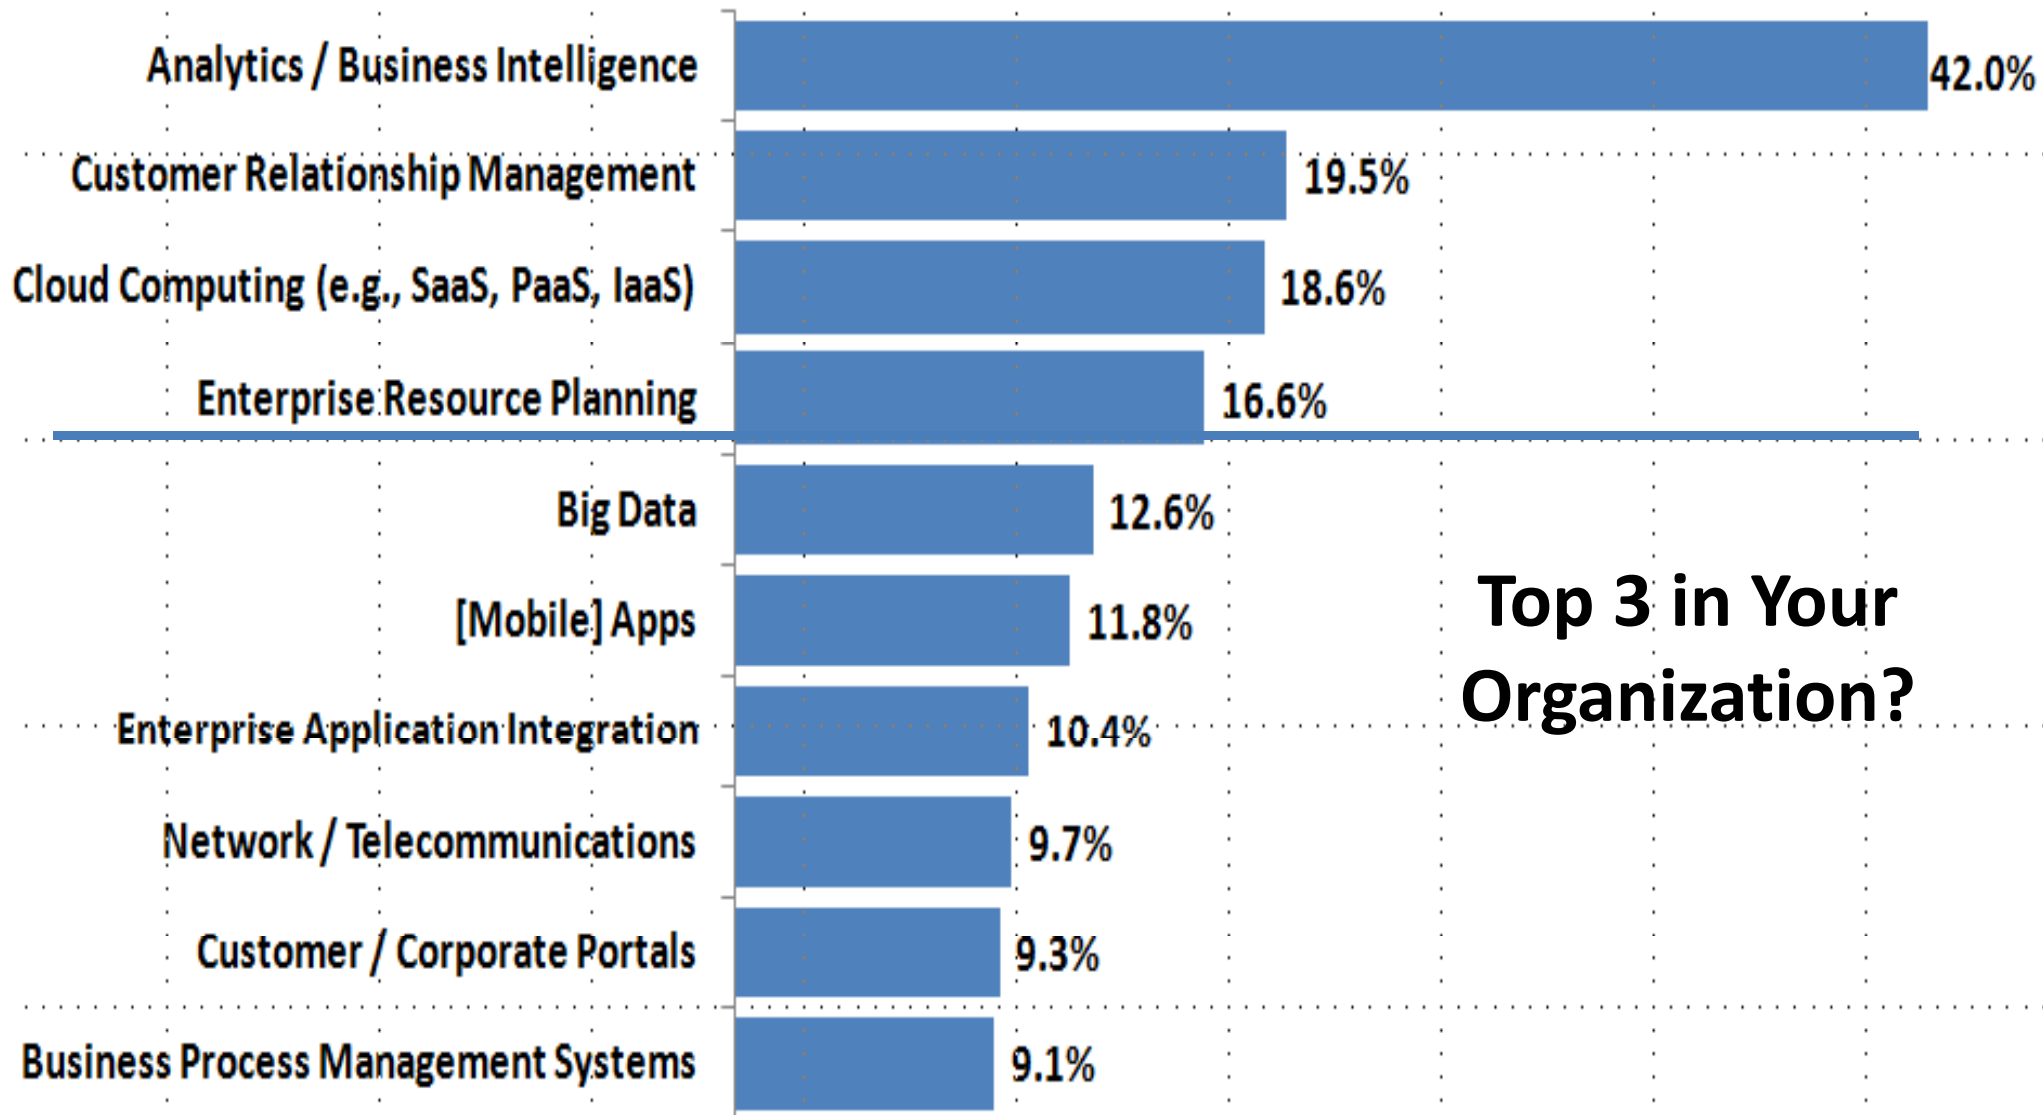 Analytics / Business Intelligence 42.0%
Customer Relationship Management 19.5%
Cloud Computing (e.g., SaaS, PaaS, IaaS) 18.6%
Enterprise Resource Planning 16.6%
Big Data 12.6%
[Mobile] Apps 11.8%
Enterprise Application Integration 10.4%
Network / Telecommunications 9.7%
Customer / Corporate Portals 9.3%
Business Process Management Systems 9.1%
Top 3 in Your
Organization?